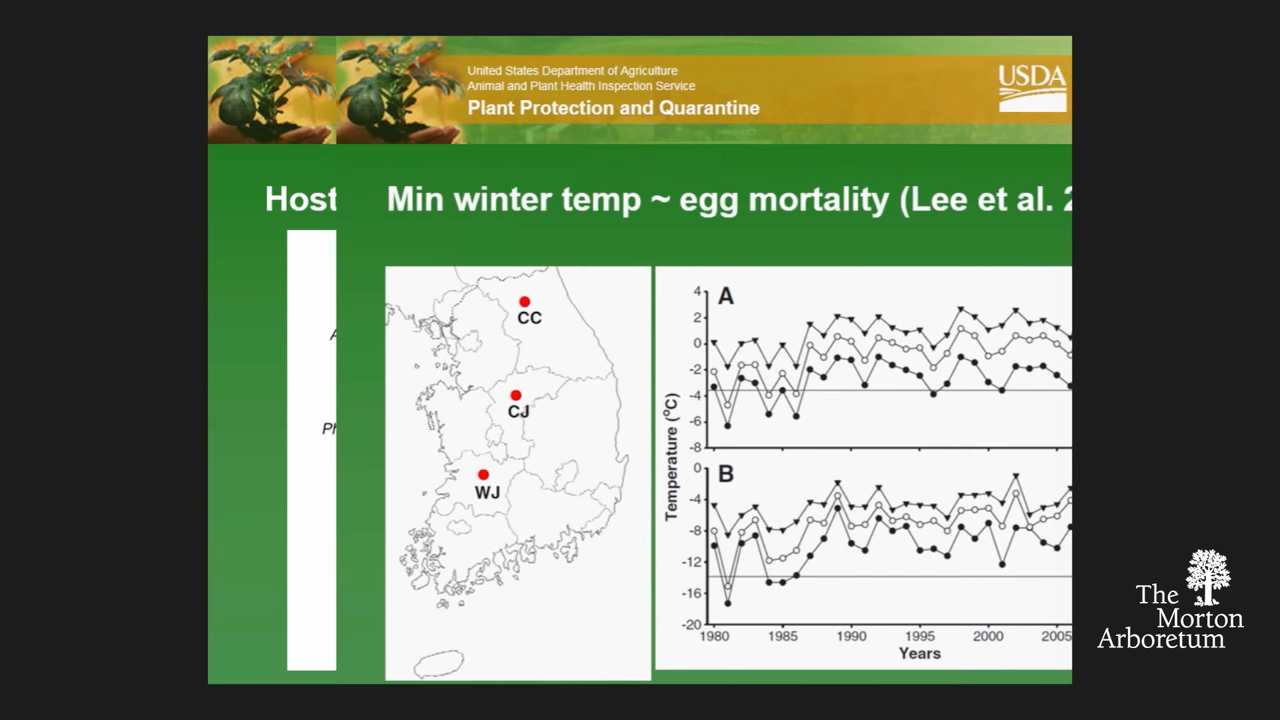 United States Department of Agriculture
Animal and Plant Health Inspection Service
Plant Protection and Quarantine
USDA
Host
Min winter temp ~ egg mortality (Lee et al. 2
A
Ph
CC
CJ
WJ
Temperature (°C)
A
4
2
0
-2
-4
-6
-8
B
0
-4
-8
-12
-16
-20
1980 1985 1990 1995 2000 2005
Years
The
Morton
Arboretum